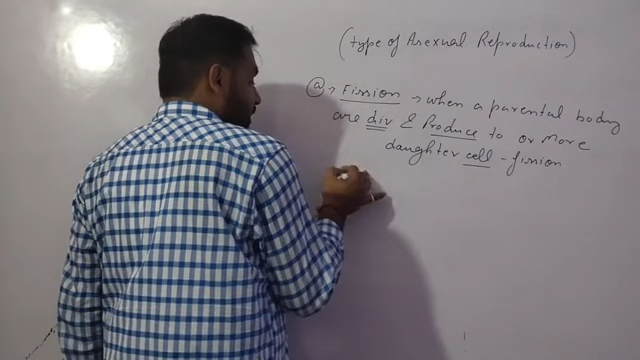 (type of Asexual Reproduction)
@ → Fission → when a parental body
are div & Produce to or More
daughter cell - fission